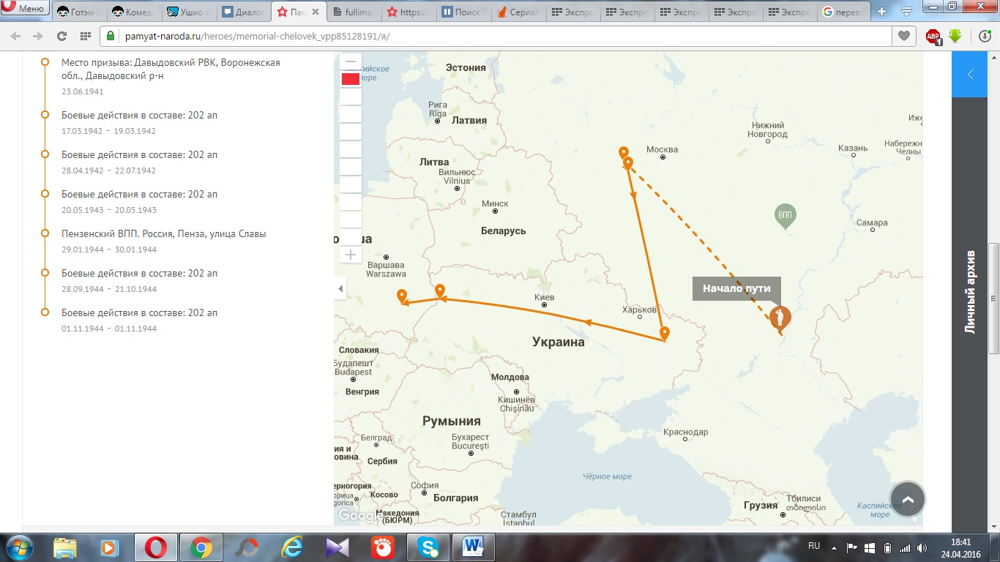 Меню
Готэм (
Комеди
Ушио и
Диалог
Пам
fullimag
https:/
Поиск
Сериал
Экспре
Экспре
Экспре
Экспре
Экспре
перево
pamyat-naroda.ru/heroes/memorial-chelovek_vpp85128191/я/
1
Место призыва: Давыдовский РВК, Воронежская
обл., Давыдовский р-н
23.06.1941
Боевые действия в составе: 202 ап
17.03.1942 − 19.03.1942
Боевые действия в составе: 202 ап
28.04.1942 − 22.07.1942
Боевые действия в составе: 202 ап
20.05.1943 − 20.05.1943
Пензенский ВПП. Россия, Пенза, улица Славы
29.01.1944 − 30.01.1944
Боевые действия в составе: 202 ап
28.09.1944 − 21.10.1944
Боевые действия в составе: 202 ап
01.11.1944 − 01.11.1944
Эстония
море
Рига
Rīga
Латвия
Нижний
Новгород
Иже
Казань
Набережн
Челны
Москва
Литва
Вильнюс
Vilnius
Минск
Беларусь
ВПП
Самара
Варшава
Warszawa
Начало пути
Личный архив
Киев
Харьков
Украина
Словакия
Будапешт
Budapest
Венгрия
Молдова
Кишинёв
Chișinău
Румыния
Белград
Бухарест
București
Краснодар
Сербия
Чёрное море
София
Косово
Болгария
Македония
(БЮРМ)
Google
Стамбул
İstanbul
Грузия
Тбилиси
თბილისი
Каспийское
море
RU
18:41
24.04.2016